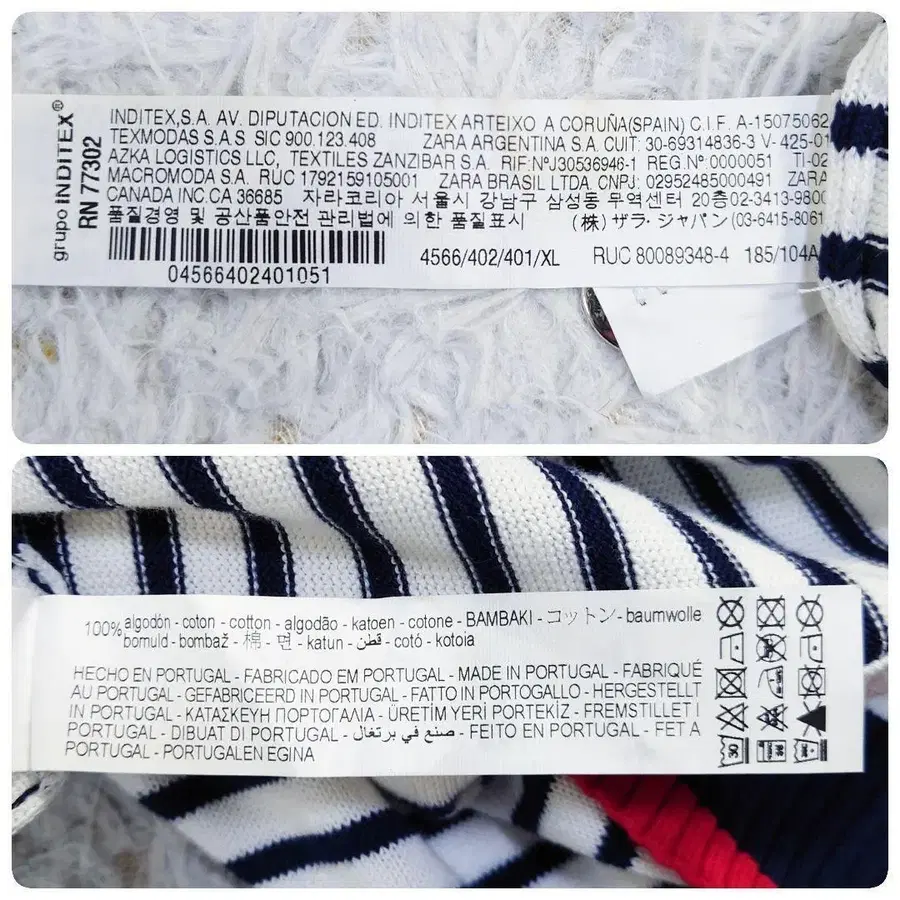 grupo INDITEX®
RN 77302
INDITEX,S.A. AV. DIPUTACION ED. INDITEX ARTEIXO A CORUÑA(SPAIN) C.I.F. A-15075062
TEXMODAS S.A.S SIC 900.123.408 ZARA ARGENTINA S.A. CUIT: 30-69314836-3 V- 425-01
AZKA LOGISTICS LLC, TEXTILES ZANZIBAR S.A. RIF:NºJ30536946-1 REG.Nº 0000051 TI-02
MACROMODA S.A. RUC 1792159105001 ZARA BRASIL LTDA. CNPJ: 02952485000491 ZARA
CANADA INC.CA 36685 자라코리아 서울시 강남구 삼성동 무역센터 20층02-3413-9800
품질경영 및 공산품안전 관리법에 의한 품질표시 (株) ザラ・ジャパン (03-6415-8061
04566402401051
4566/402/401/XL RUC 80089348-4 185/104A
100% algodón - coton - cotton - algodão - katoen - cotone - BAMBAKI - コットン - baumwolle
bomuld - bombaž - 棉 - 면 - katun - قطن - cotó - kotoia
HECHO EN PORTUGAL - FABRICADO EM PORTUGAL - MADE IN PORTUGAL - FABRIQUÉ
AU PORTUGAL - GEFABRICEERD IN PORTUGAL - FATTO IN PORTOGALLO - HERGESTELLT
IN PORTUGAL - ΚΑΤΑΣΚΕΥΗ ΠΟΡΤΟΓΑΛΙΑ - ÜRETİM YERİ PORTEKİZ - FREMSTILLET I
PORTUGAL - DIBUAT DI PORTUGAL - صنع في برتغال - FEITO EN PORTUGAL - FET A
PORTUGAL - PORTUGALEN EGINA
30